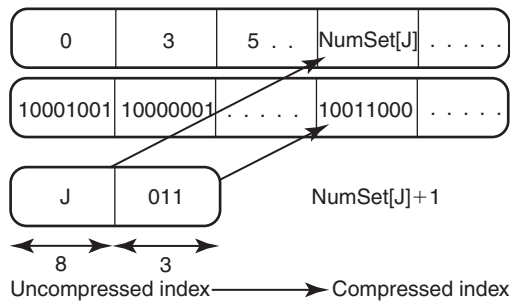 0 3 5 . . NumSet[J] . . . . .
10001001 10000001 . . . . . 10011000 . . . . .
J 011 NumSet[J]+1
8 3
Uncompressed index Compressed index